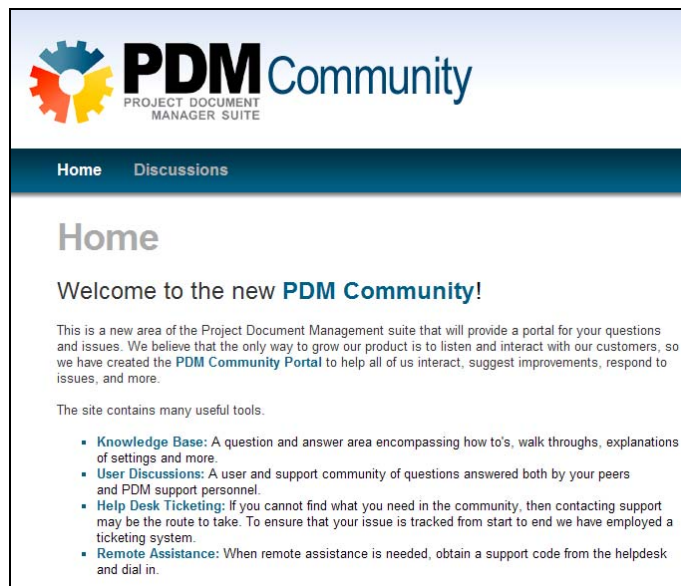 PDM Community
PROJECT DOCUMENT
MANAGER SUITE
Home Discussions
Home
Welcome to the new PDM Community!
This is a new area of the Project Document Management suite that will provide a portal for your questions
and issues. We believe that the only way to grow our product is to listen and interact with our customers, so
we have created the PDM Community Portal to help all of us interact, suggest improvements, respond to
issues, and more.
The site contains many useful tools.
Knowledge Base: A question and answer area encompassing how to's, walk throughs, explanations
of settings and more.
User Discussions: A user and support community of questions answered both by your peers
and PDM support personnel.
Help Desk Ticketing: If you cannot find what you need in the community, then contacting support
may be the route to take. To ensure that your issue is tracked from start to end we have employed a
ticketing system.
Remote Assistance: When remote assistance is needed, obtain a support code from the helpdesk
and dial in.